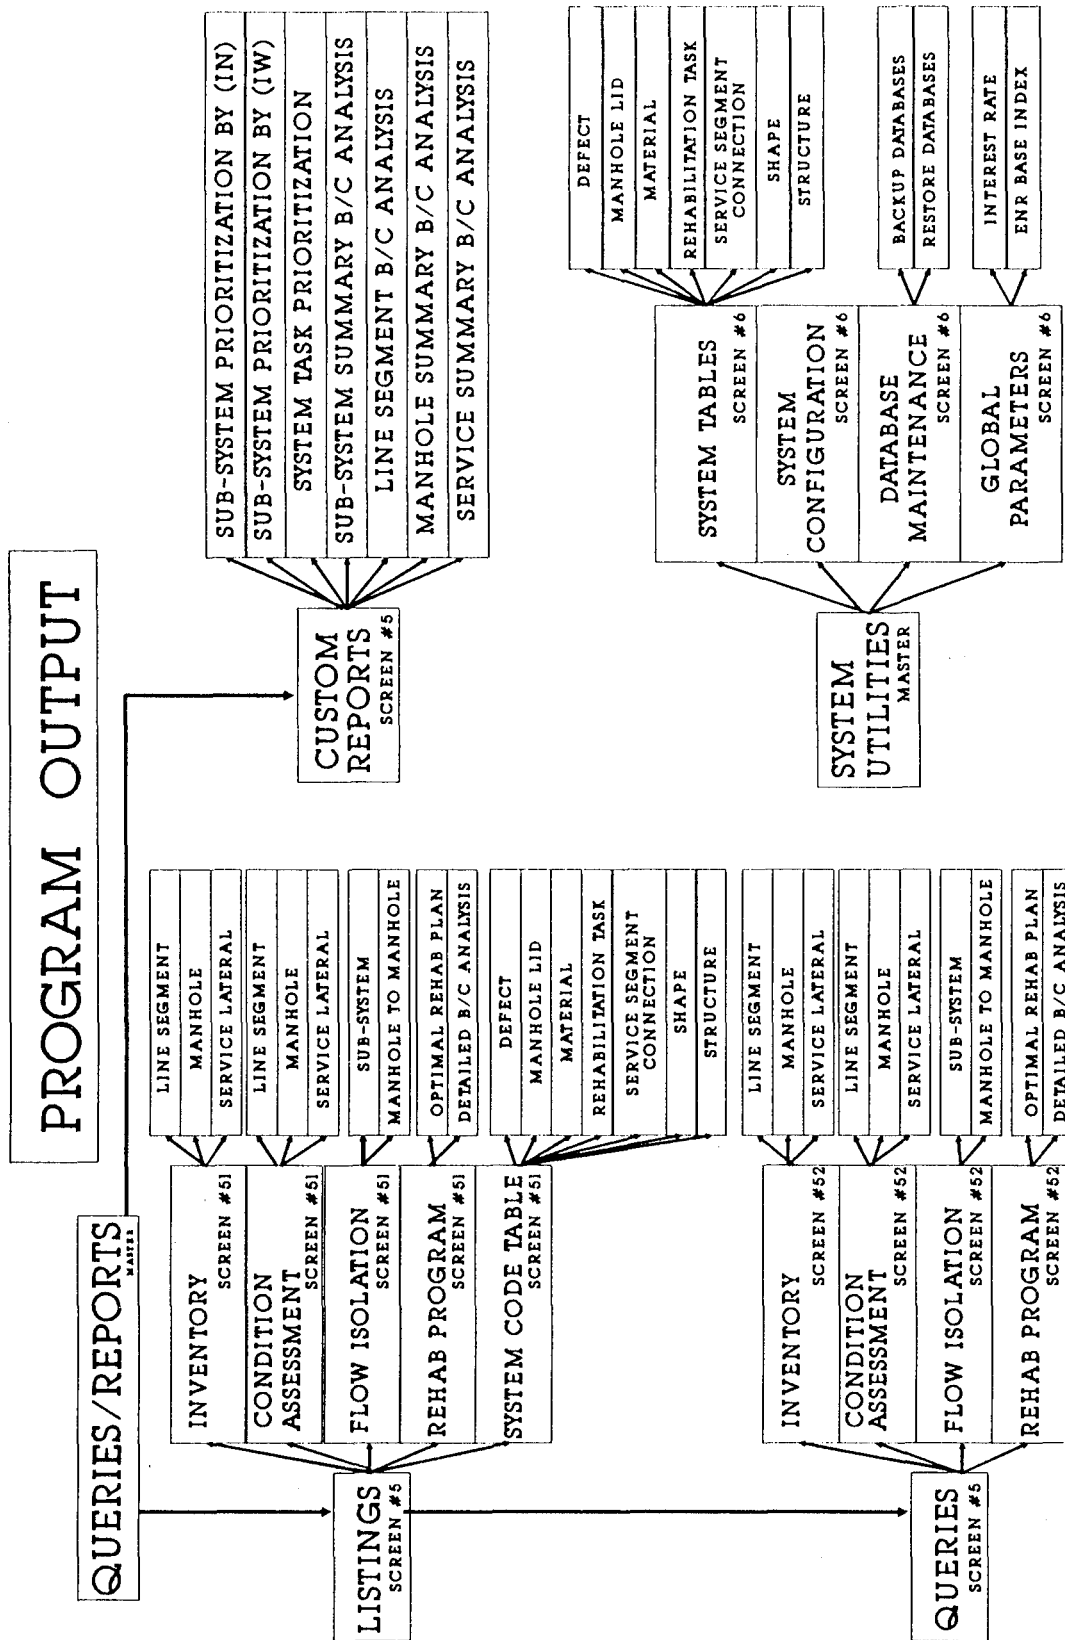 PROGRAM OUTPUT
QUERIES/REPORTS
MASTER
LISTINGS
SCREEN #5
INVENTORY
SCREEN #51
LINE SEGMENT
MANHOLE
SERVICE LATERAL
CONDITION
ASSESSMENT
SCREEN #51
LINE SEGMENT
MANHOLE
SERVICE LATERAL
FLOW ISOLATION
SCREEN #51
SUB-SYSTEM
MANHOLE TO MANHOLE
REHAB PROGRAM
SCREEN #51
OPTIMAL REHAB PLAN
DETAILED B/C ANALYSIS
SYSTEM CODE TABLE
SCREEN #51
DEFECT
MANHOLE LID
MATERIAL
REHABILITATION TASK
SERVICE SEGMENT
CONNECTION
SHAPE
STRUCTURE
QUERIES
SCREEN #5
INVENTORY
SCREEN #52
LINE SEGMENT
MANHOLE
SERVICE LATERAL
CONDITION
ASSESSMENT
SCREEN #52
LINE SEGMENT
MANHOLE
SERVICE LATERAL
FLOW ISOLATION
SCREEN #52
SUB-SYSTEM
MANHOLE TO MANHOLE
REHAB PROGRAM
SCREEN #52
OPTIMAL REHAB PLAN
DETAILED B/C ANALYSIS
CUSTOM
REPORTS
SCREEN #5
SUB-SYSTEM PRIORITIZATION BY (IN)
SUB-SYSTEM PRIORITIZATION BY (IW)
SYSTEM TASK PRIORITIZATION
SUB-SYSTEM SUMMARY B/C ANALYSIS
LINE SEGMENT B/C ANALYSIS
MANHOLE SUMMARY B/C ANALYSIS
SERVICE SUMMARY B/C ANALYSIS
SYSTEM
UTILITIES
MASTER
SYSTEM TABLES
SCREEN #6
DEFECT
MANHOLE LID
MATERIAL
REHABILITATION TASK
SERVICE SEGMENT
CONNECTION
SHAPE
STRUCTURE
SYSTEM
CONFIGURATION
SCREEN #6
DATABASE
MAINTENANCE
SCREEN #6
BACKUP DATABASES
RESTORE DATABASES
GLOBAL
PARAMETERS
SCREEN #6
INTEREST RATE
ENR BASE INDEX